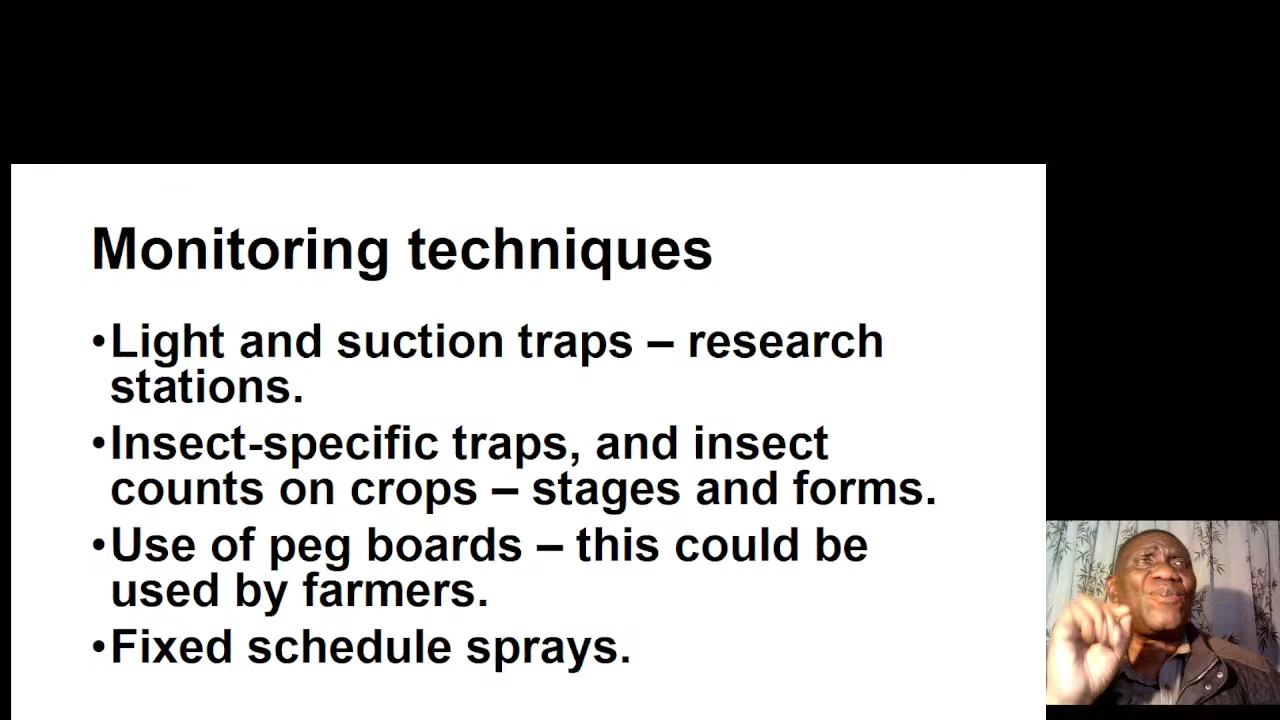 Monitoring techniques
•Light and suction traps – research
stations.
•Insect-specific traps, and insect
counts on crops – stages and forms.
•Use of peg boards – this could be
used by farmers.
•Fixed schedule sprays.